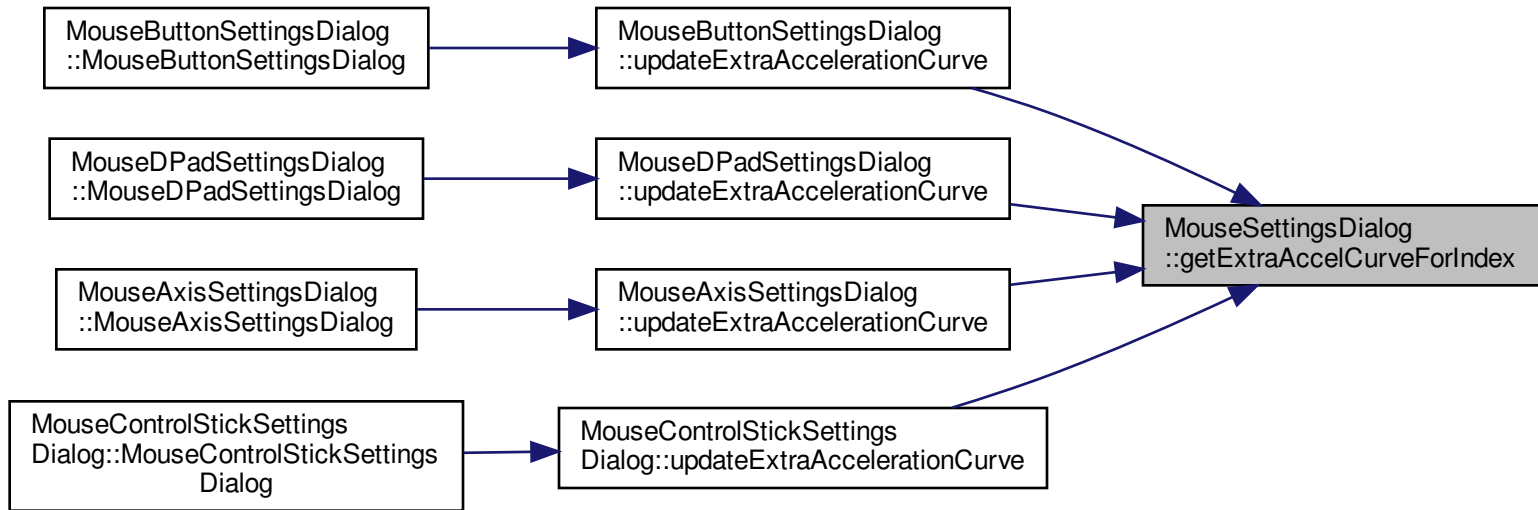 MouseButtonSettingsDialog
::MouseButtonSettingsDialog
MouseButtonSettingsDialog
::updateExtraAccelerationCurve
MouseDPadSettingsDialog
::MouseDPadSettingsDialog
MouseDPadSettingsDialog
::updateExtraAccelerationCurve
MouseSettingsDialog
::getExtraAccelCurveForIndex
MouseAxisSettingsDialog
::MouseAxisSettingsDialog
MouseAxisSettingsDialog
::updateExtraAccelerationCurve
MouseControlStickSettings
Dialog::MouseControlStickSettings
Dialog
MouseControlStickSettings
Dialog::updateExtraAccelerationCurve